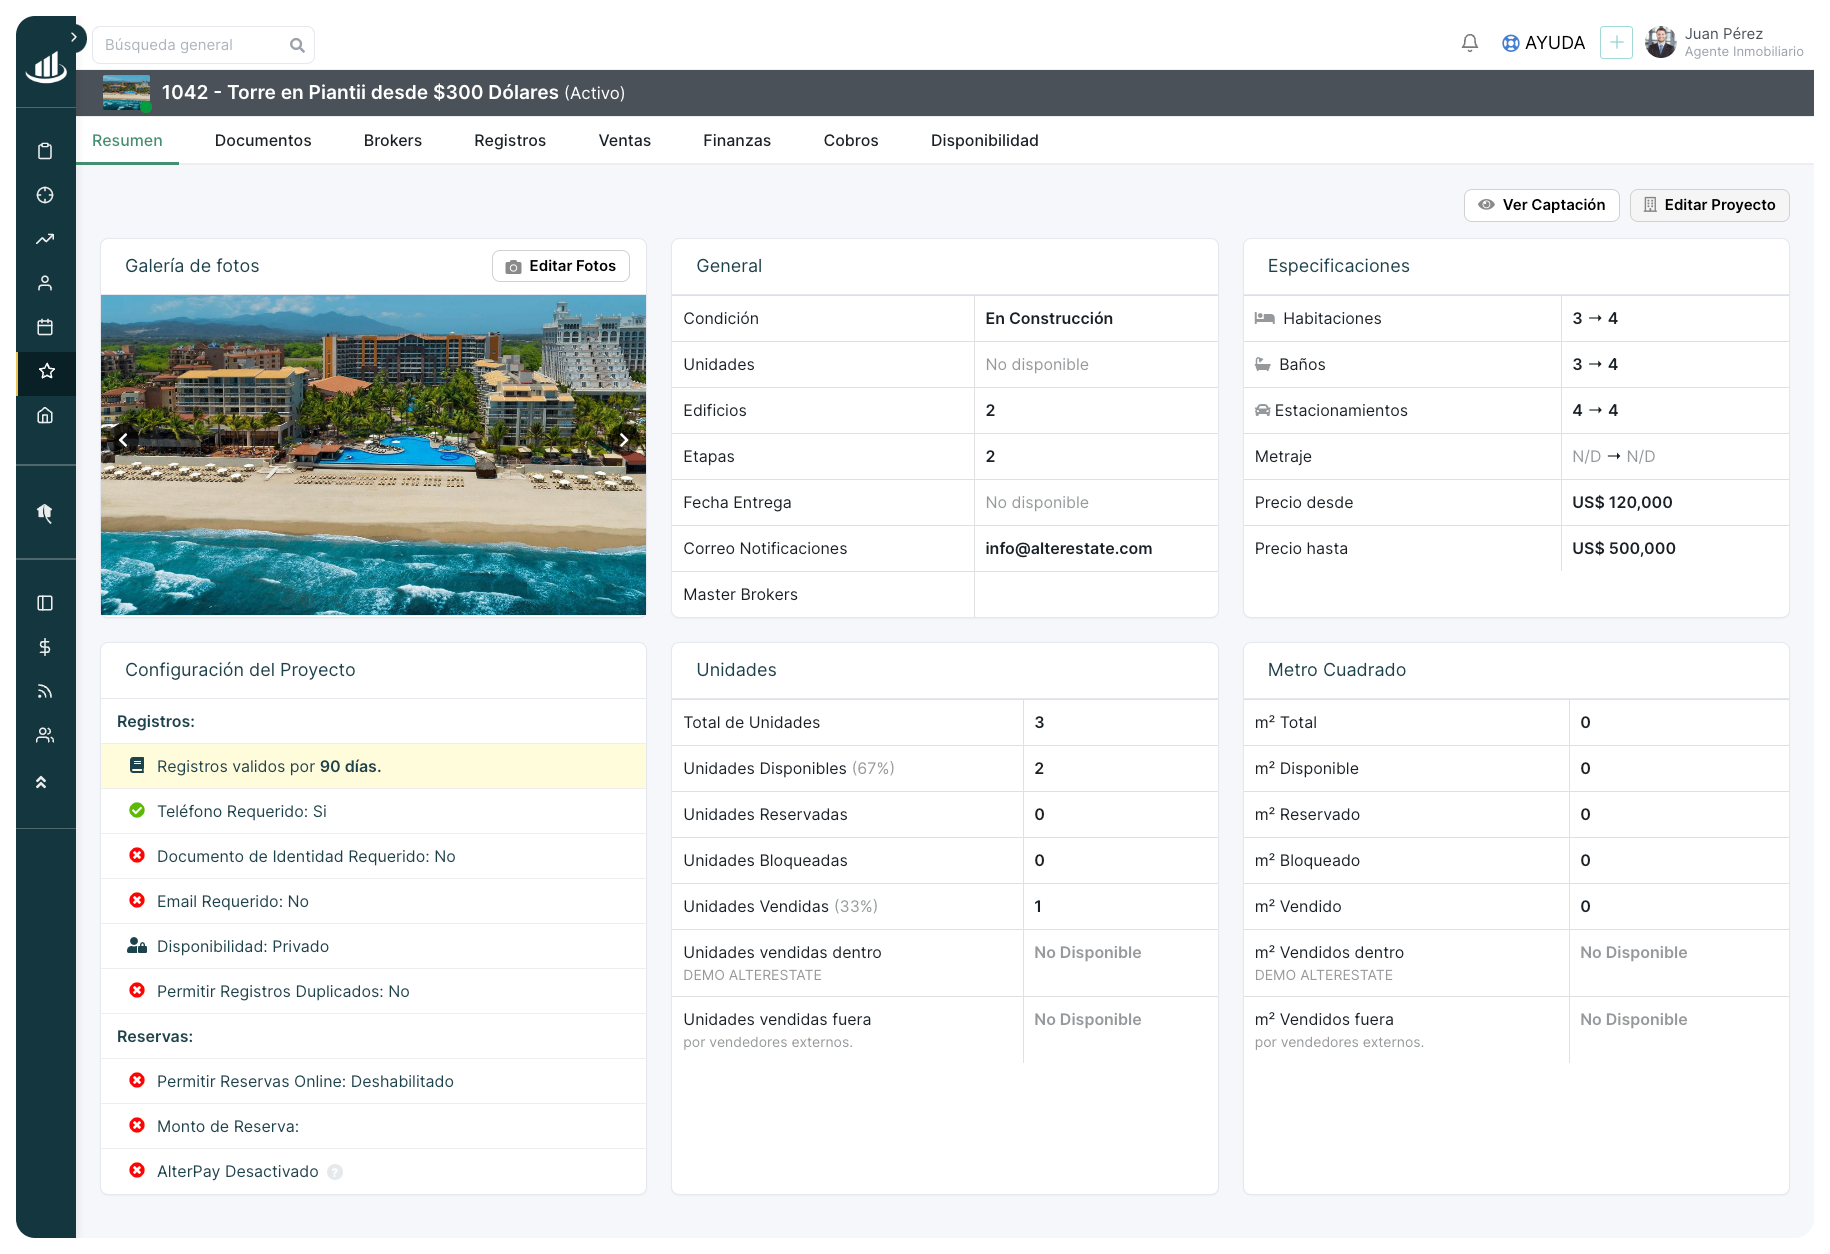 Búsqueda general
AYUDA
Juan Pérez
Agente Inmobiliario
1042 - Torre en Piantii desde $300 Dólares (Activo)
Resumen
Documentos
Brokers
Registros
Ventas
Finanzas
Cobros
Disponibilidad
Ver Captación
Editar Proyecto
Galería de fotos
Editar Fotos
General
Condición
En Construcción
Unidades
No disponible
Edificios
2
Etapas
2
Fecha Entrega
No disponible
Correo Notificaciones
info@alterestate.com
Master Brokers
Especificaciones
Habitaciones
3 → 4
Baños
3 → 4
Estacionamientos
4 → 4
Metraje
N/D → N/D
Precio desde
US$ 120,000
Precio hasta
US$ 500,000
Configuración del Proyecto
Registros:
Registros validos por 90 días.
Teléfono Requerido: Si
Documento de Identidad Requerido: No
Email Requerido: No
Disponibilidad: Privado
Permitir Registros Duplicados: No
Reservas:
Permitir Reservas Online: Deshabilitado
Monto de Reserva:
AlterPay Desactivado ?
Unidades
Total de Unidades
3
Unidades Disponibles (67%)
2
Unidades Reservadas
0
Unidades Bloqueadas
0
Unidades Vendidas (33%)
1
Unidades vendidas dentro
DEMO ALTERESTATE
No Disponible
Unidades vendidas fuera
por vendedores externos.
No Disponible
Metro Cuadrado
m² Total
0
m² Disponible
0
m² Reservado
0
m² Bloqueado
0
m² Vendido
0
m² Vendidos dentro
DEMO ALTERESTATE
No Disponible
m² Vendidos fuera
por vendedores externos.
No Disponible